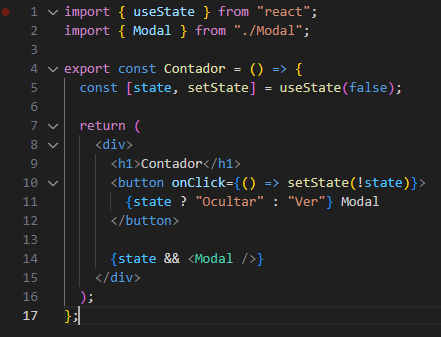 1 import { useState } from "react";
2 import { Modal } from "./Modal";
3
4 export const Contador = () => {
5   const [state, setState] = useState(false);
6
7   return (
8     <div>
9       <h1>Contador</h1>
10       <button onClick={() => setState(!state)}>
11         {state ? "Ocultar" : "Ver"} Modal
12       </button>
13
14       {state && <Modal />}
15     </div>
16   );
17 };